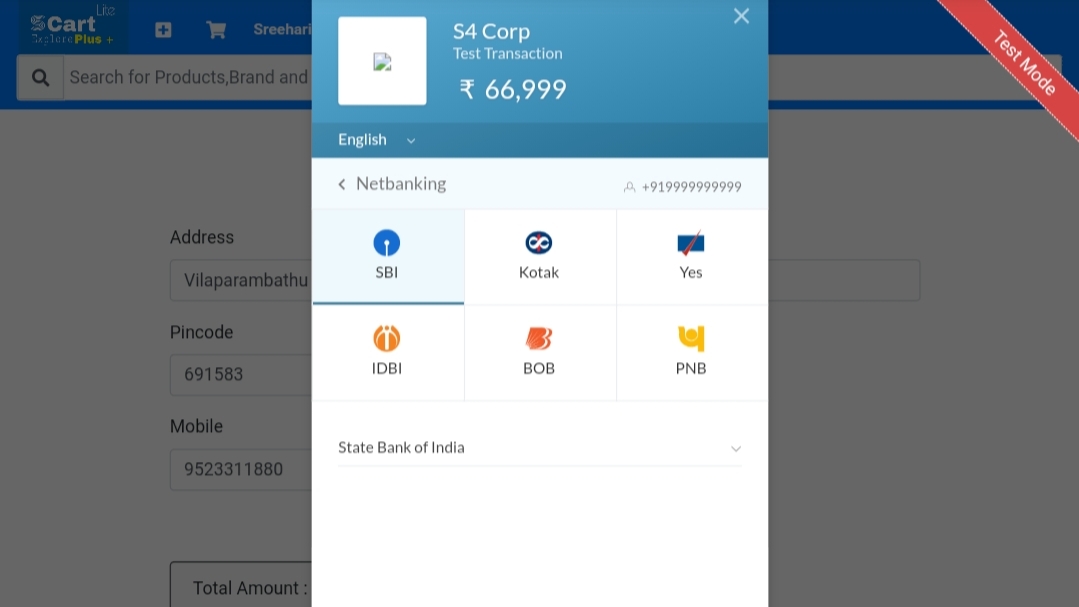 SCart Lite
Explore Plus +
Sreehari
Search for Products,Brand and
S4 Corp
Test Transaction
₹ 66,999
Test Mode
English
Netbanking
+919999999999
SBI
Kotak
Yes
IDBI
BOB
PNB
State Bank of India
Address
Vilaparambathu
Pincode
691583
Mobile
9523311880
Total Amount :